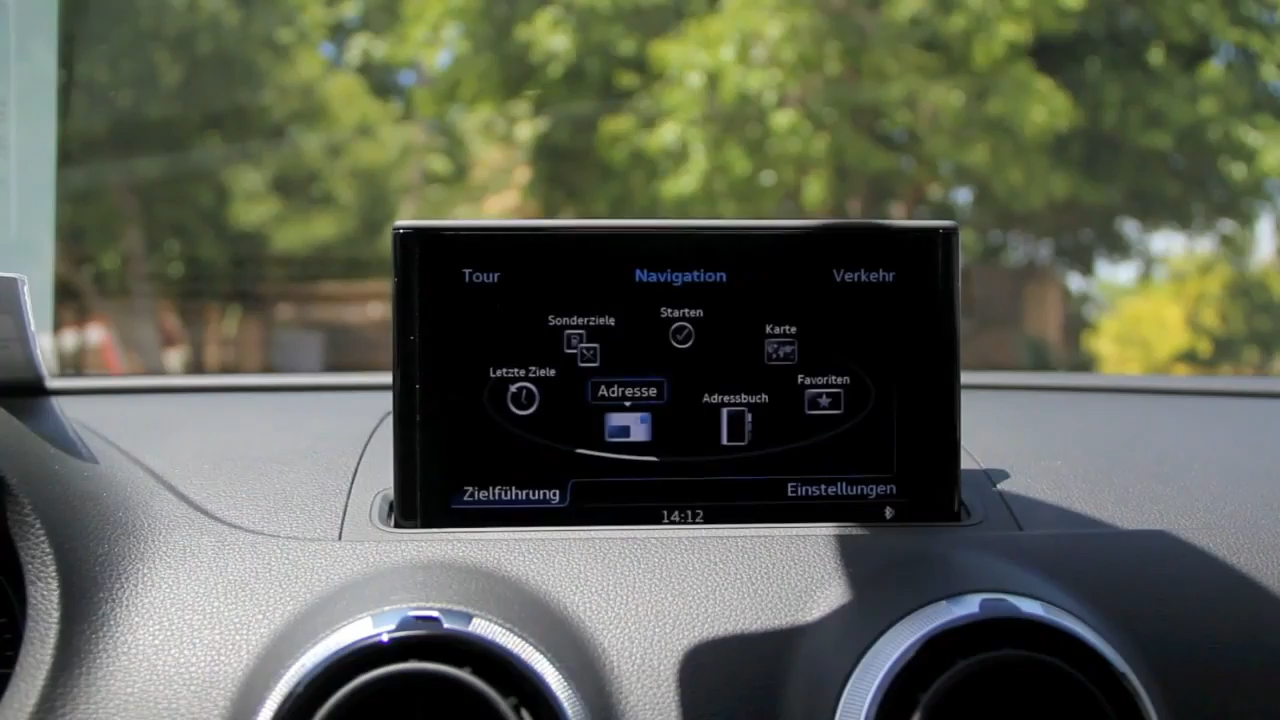 Tour
Navigation
Verkehr
Sonderziele
Starten
Karte
Letzte Ziele
Adresse
Adressbuch
Favoriten
Zielführung
Einstellungen
14:12